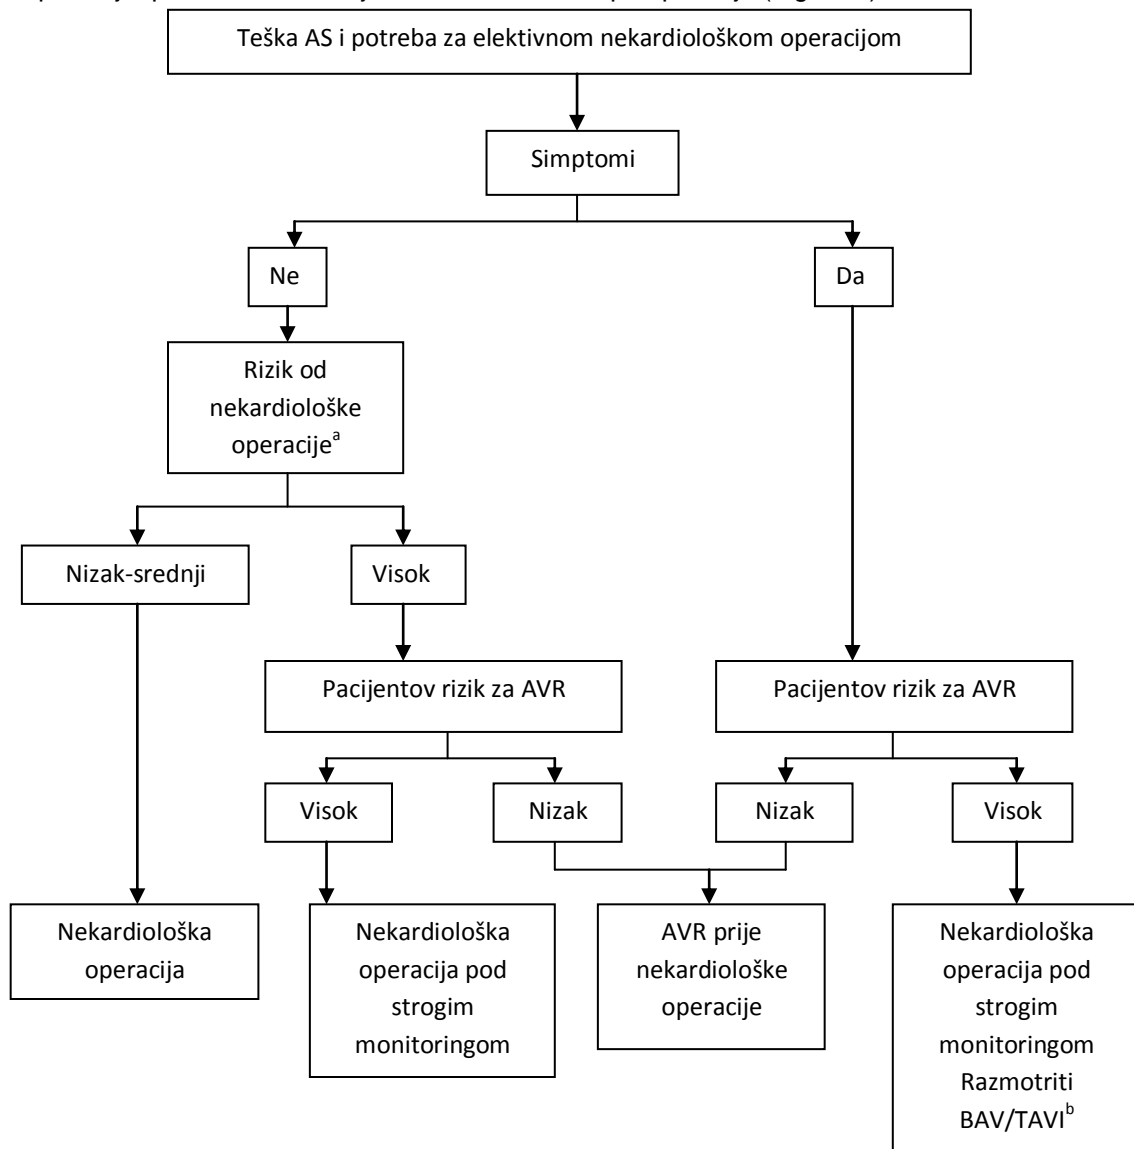 Teška AS i potreba za elektivnom nekardiološkom operacijom
Simptomi
Ne
Da
Rizik od
nekardiološke
operacijeᵃ
Nizak-srednji
Visok
Pacijentov rizik za AVR
Pacijentov rizik za AVR
Visok
Nizak
Nizak
Visok
Nekardiološka
operacija
Nekardiološka
operacija pod
strogim
monitoringom
AVR prije
nekardiološke
operacije
Nekardiološka
operacija pod
strogim
monitoringom
Razmotriti
BAV/TAVIᵇ